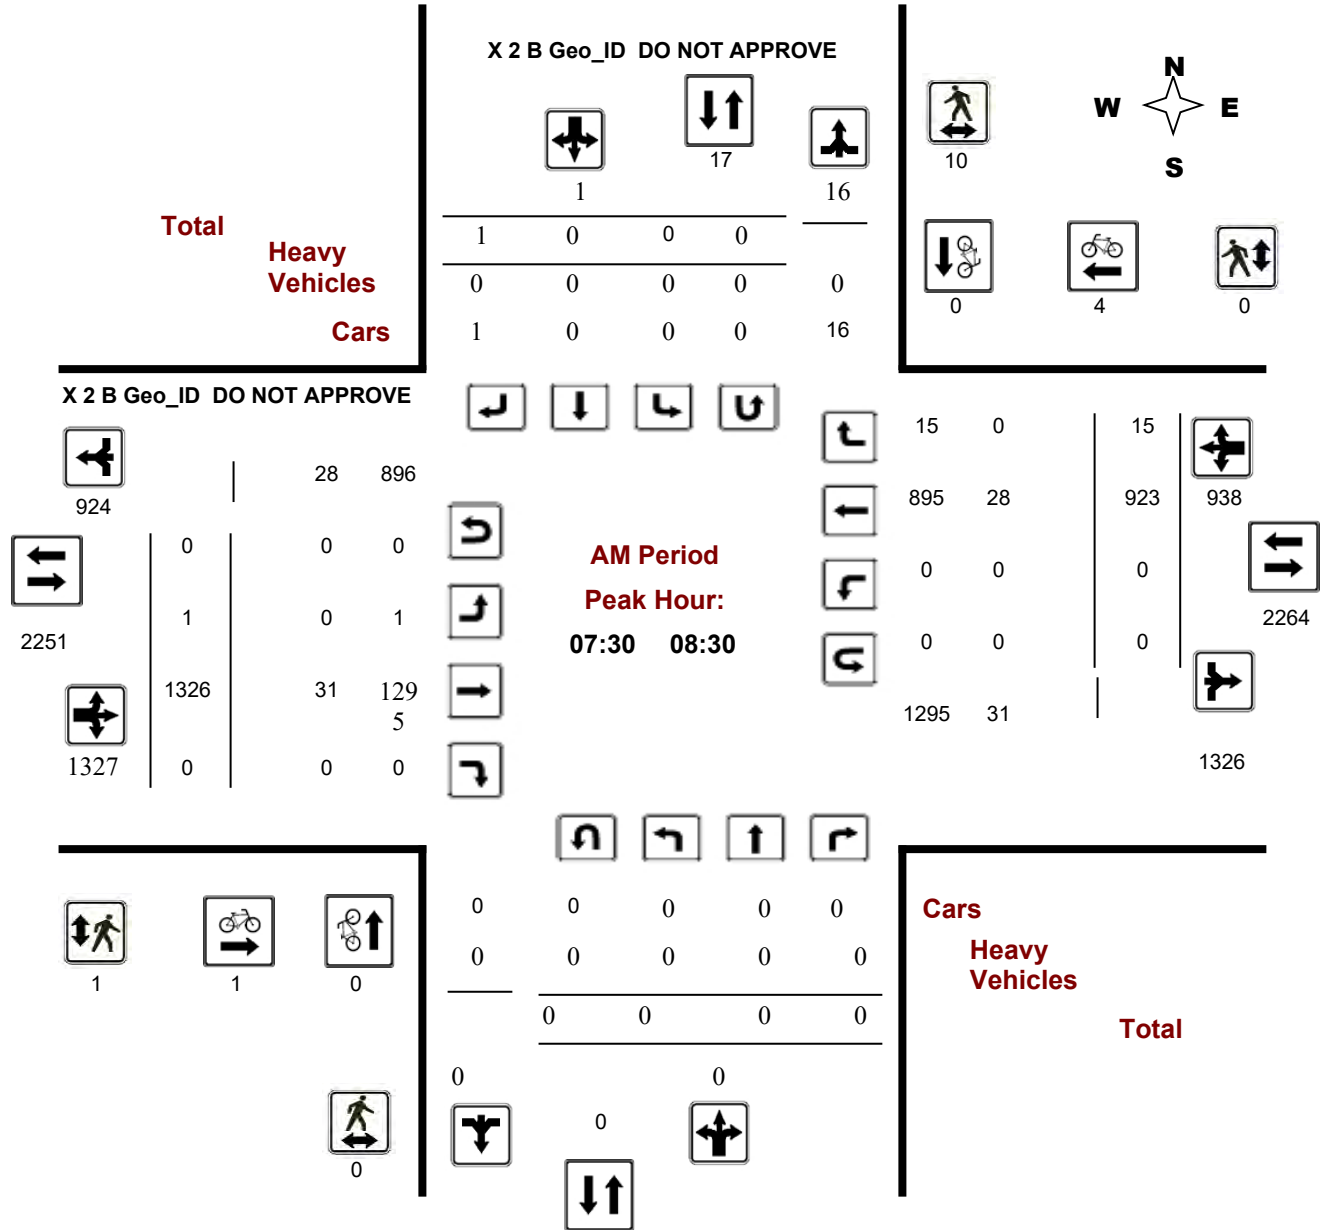 X 2 B Geo_ID DO NOT APPROVE
N
W E
S
17
10
1 16
Total
1 0 0 0
Heavy
Vehicles
0 0 0 0 0
Cars
1 0 0 0 16
0 4 0
X 2 B Geo_ID DO NOT APPROVE
15 0 15
28 896
924
895 28 923 938
0 0 0
AM Period
0 0 0
1 0 1
Peak Hour:
2264
2251
07:30 08:30
0 0 0
1326 31 129
5
1295 31
1327 0 0 0
1326
0 0 0 0 0
Cars
0 0 0 0 0
Heavy
Vehicles
1 1 0
0 0 0 0
Total
0 0
0
0